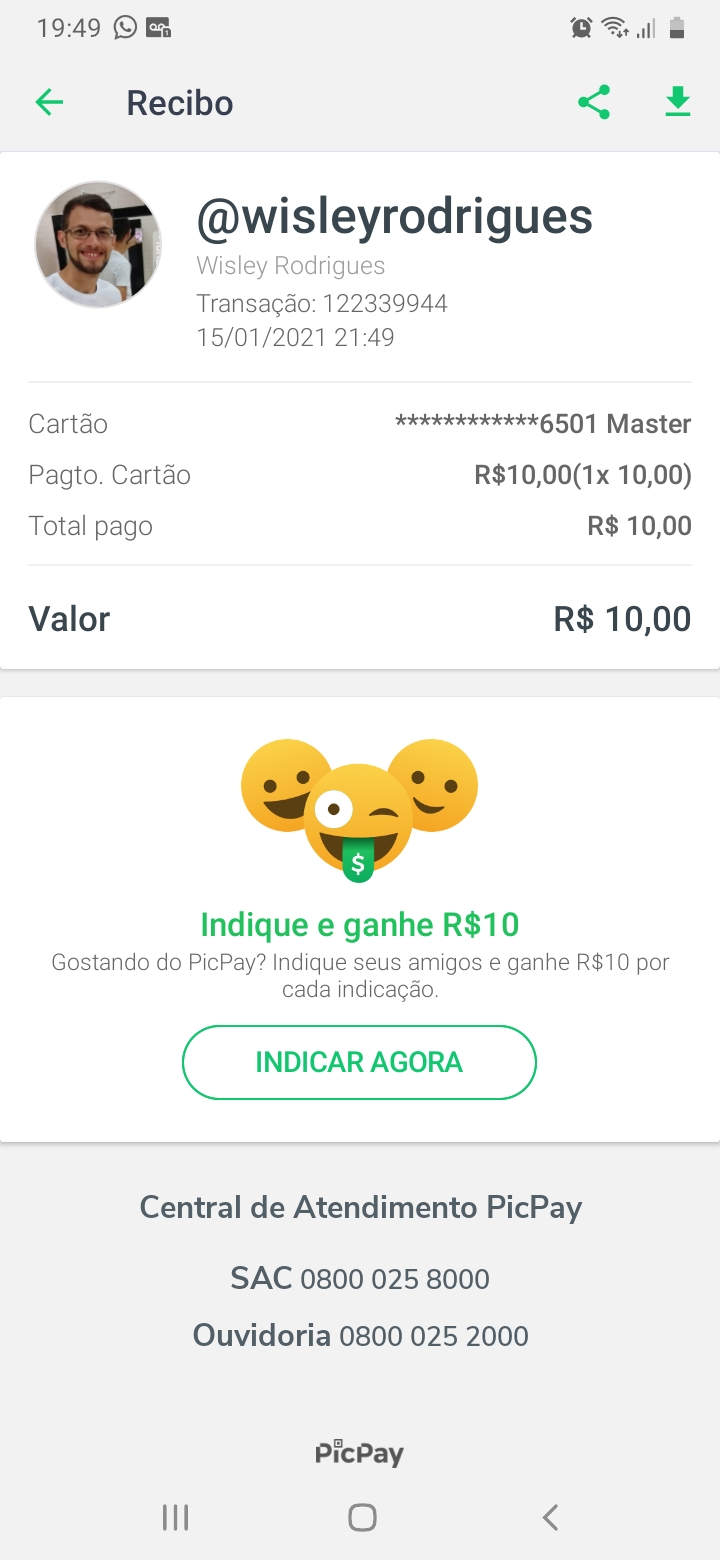 19:49
Recibo
@wisleyrodrigues
Wisley Rodrigues
Transação: 122339944
15/01/2021 21:49
Cartão ************6501 Master
Pagto. Cartão R$10,00(1x 10,00)
Total pago R$ 10,00
Valor R$ 10,00
$
Indique e ganhe R$10
Gostando do PicPay? Indique seus amigos e ganhe R$10 por
cada indicação.
INDICAR AGORA
Central de Atendimento PicPay
SAC 0800 025 8000
Ouvidoria 0800 025 2000
PicPay